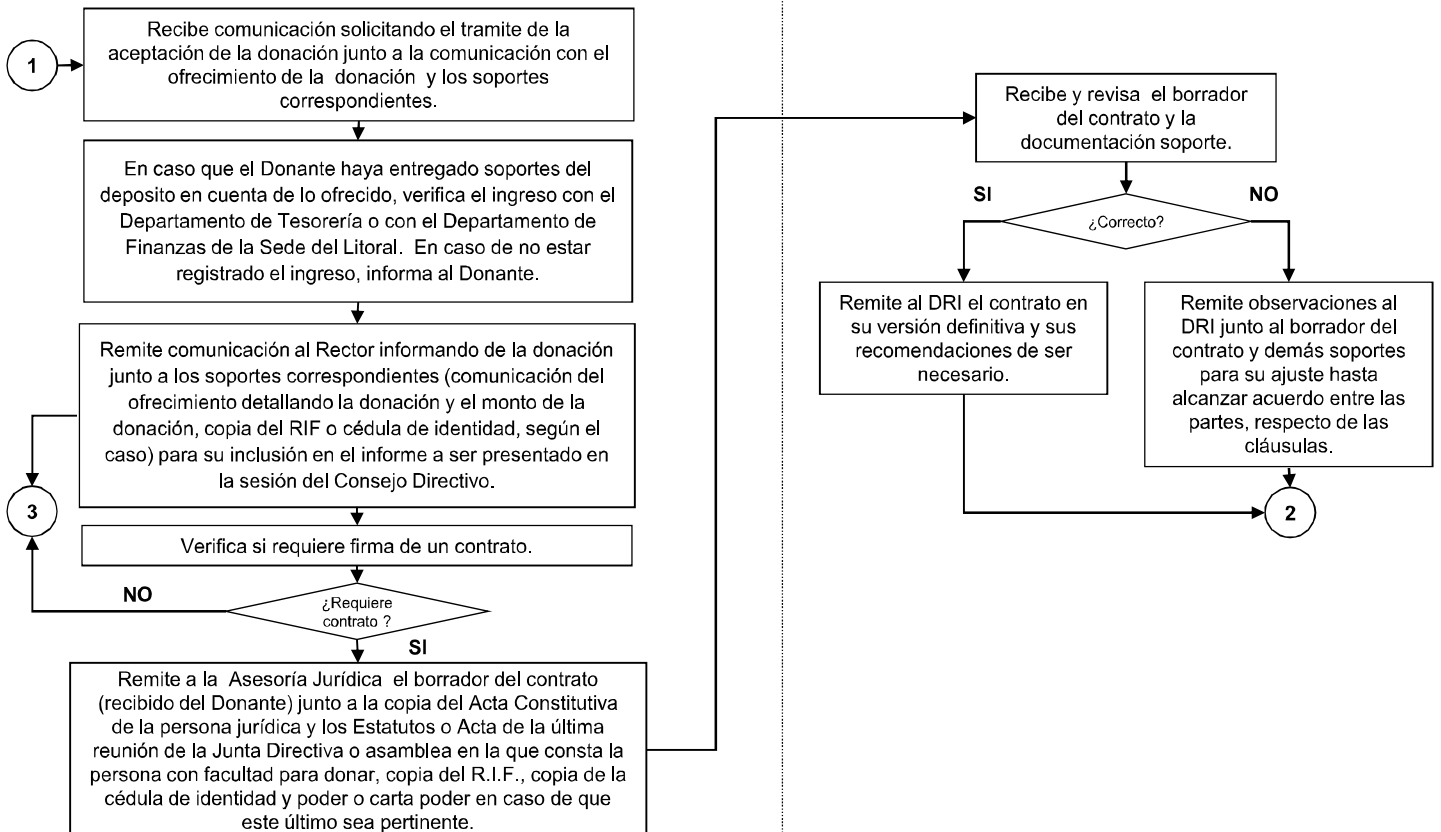 1
Recibe comunicación solicitando el tramite de la
aceptación de la donación junto a la comunicación con el
ofrecimiento de la donación y los soportes
correspondientes.
En caso que el Donante haya entregado soportes del
deposito en cuenta de lo ofrecido, verifica el ingreso con el
Departamento de Tesorería o con el Departamento de
Finanzas de la Sede del Litoral. En caso de no estar
registrado el ingreso, informa al Donante.
Remite comunicación al Rector informando de la donación
junto a los soportes correspondientes (comunicación del
ofrecimiento detallando la donación y el monto de la
donación, copia del RIF o cédula de identidad, según el
caso) para su inclusión en el informe a ser presentado en
la sesión del Consejo Directivo.
3
Verifica si requiere firma de un contrato.
NO
¿Requiere
contrato ?
SI
Remite a la Asesoría Jurídica el borrador del contrato
(recibido del Donante) junto a la copia del Acta Constitutiva
de la persona jurídica y los Estatutos o Acta de la última
reunión de la Junta Directiva o asamblea en la que consta la
persona con facultad para donar, copia del R.I.F., copia de la
cédula de identidad y poder o carta poder en caso de que
este último sea pertinente.
Recibe y revisa el borrador
del contrato y la
documentación soporte.
SI
NO
¿Correcto?
Remite al DRI el contrato en
su versión definitiva y sus
recomendaciones de ser
necesario.
Remite observaciones al
DRI junto al borrador del
contrato y demás soportes
para su ajuste hasta
alcanzar acuerdo entre las
partes, respecto de las
cláusulas.
2